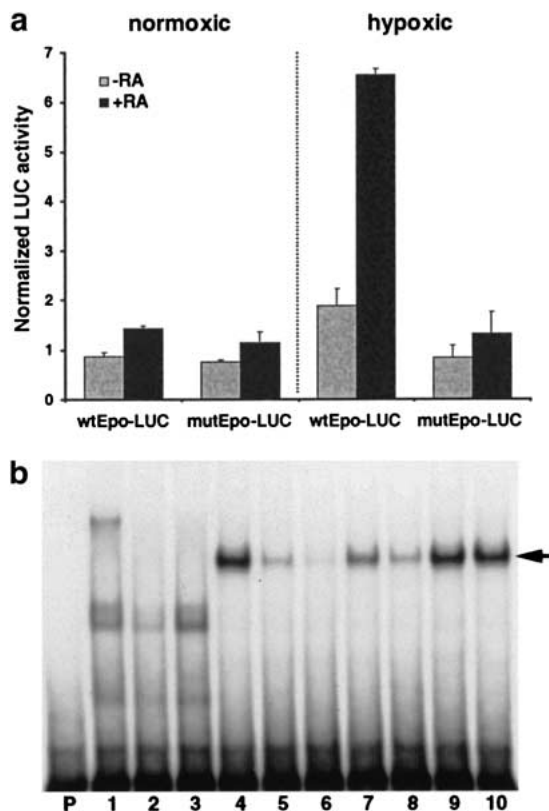 a
normoxic
hypoxic
Normalized LUC activity
7
6
5
4
3
2
1
0
-RA
+RA
wtEpo-LUC mutEpo-LUC wtEpo-LUC mutEpo-LUC
b
P 1 2 3 4 5 6 7 8 9 10